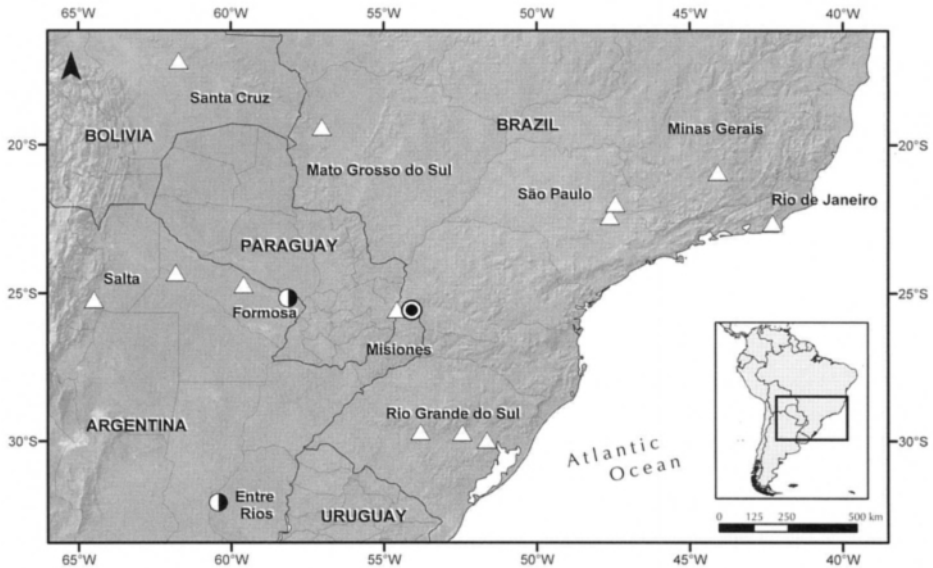 65°W 60°W 55°W 50°W 45°W 40°W
Santa Cruz
BOLIVIA
BRAZIL
Minas Gerais
20°S
20°S
Mato Grosso do Sul
São Paulo
Rio de Janeiro
PARAGUAY
Salta
25°S
25°S
Formosa
Misiones
Rio Grande do Sul
ARGENTINA
30°S
30°S
Atlantic
Ocean
Entre
Rios
URUGUAY
0 125 250 500 km
65°W 60°W 55°W 50°W 45°W 40°W